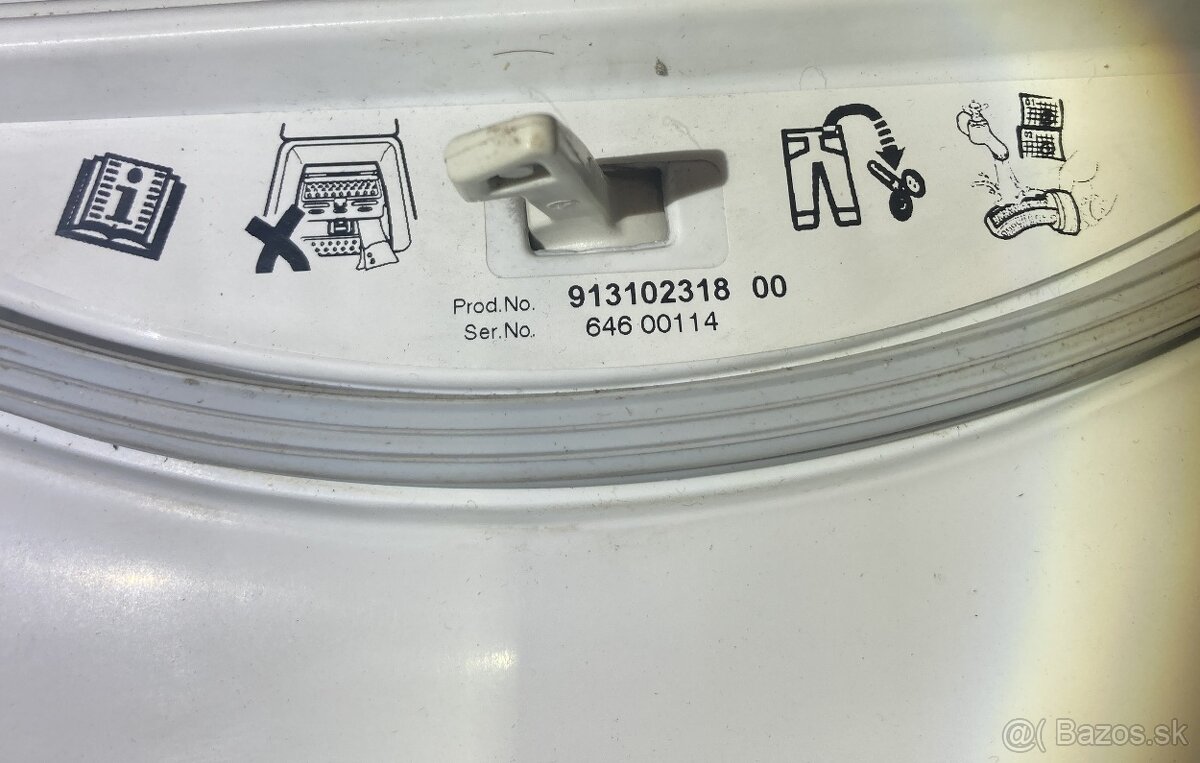 i
Prod.No. 913102318 00
Ser.No. 646 00114
@( Bazos.sk